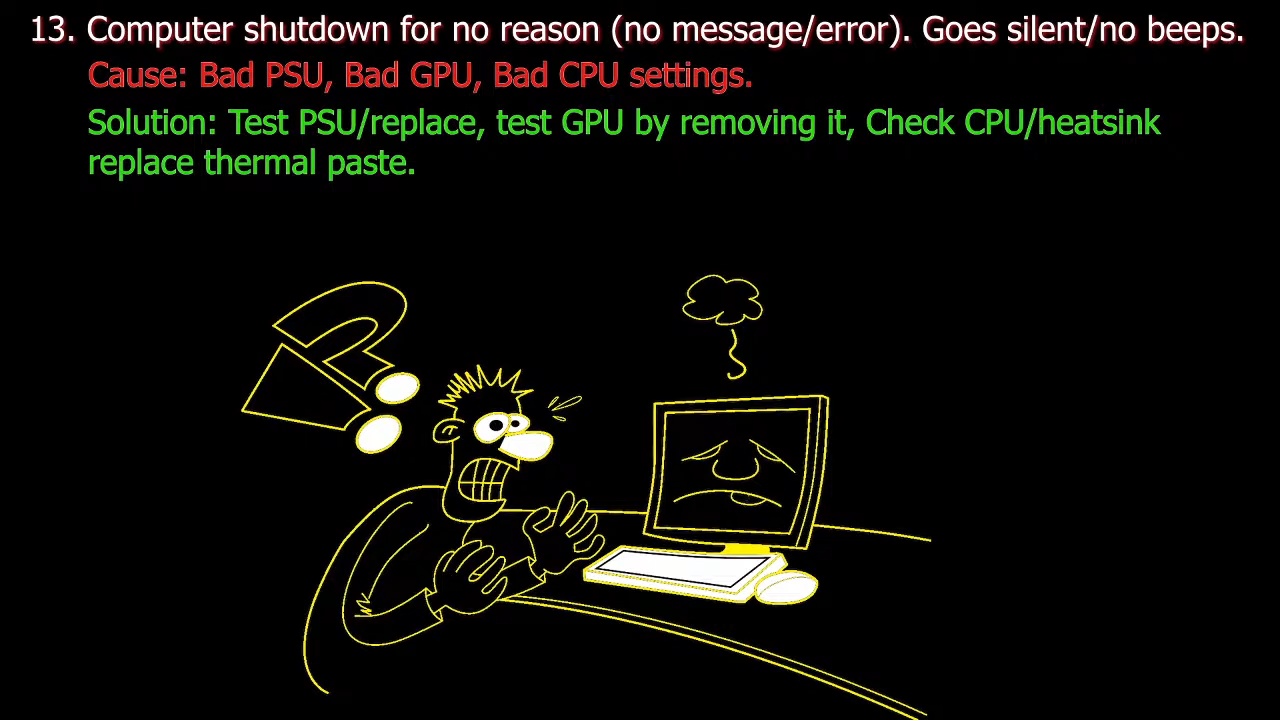 13. Computer shutdown for no reason (no message/error). Goes silent/no beeps.
Cause: Bad PSU, Bad GPU, Bad CPU settings.
Solution: Test PSU/replace, test GPU by removing it, Check CPU/heatsink
replace thermal paste.